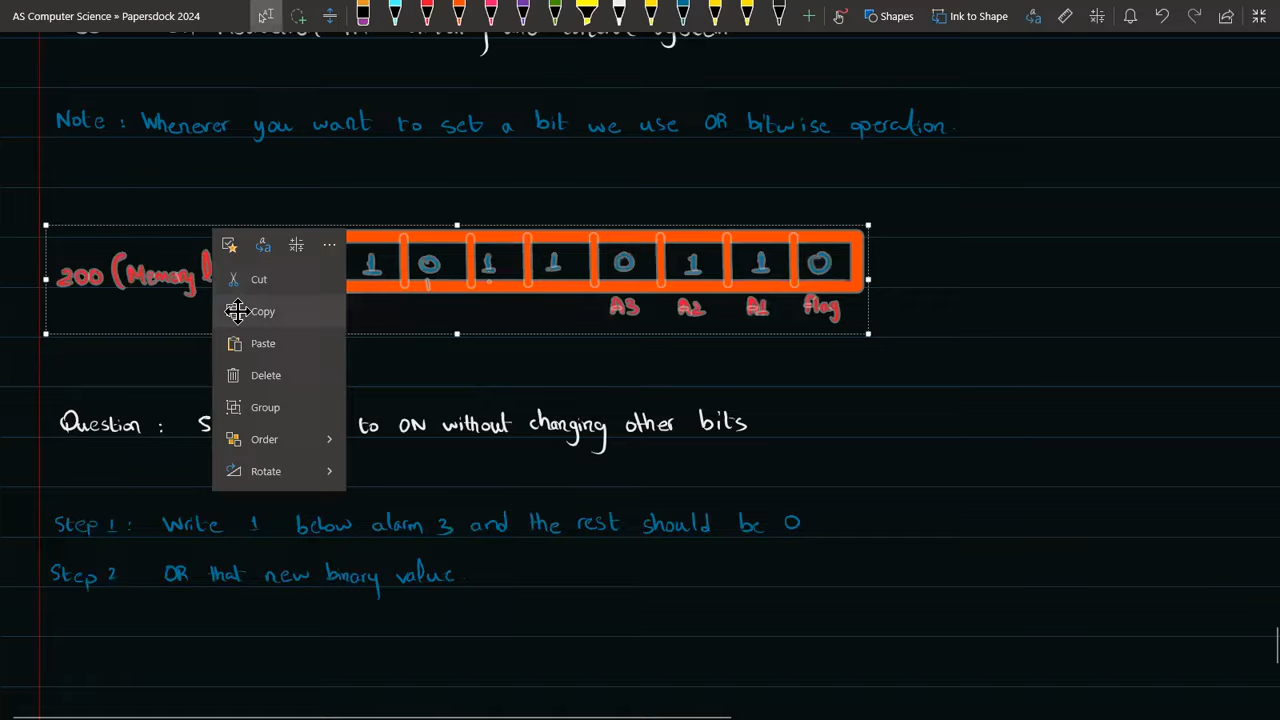 AS Computer Science » Papersdock 2024
Shapes
Ink to Shape
Note : Whenever you want to set a bit we use OR bitwise operation.
200 (Memory
1 0 1 1 0 1 1 0
A3 A2 A1 flag
Cut
Copy
Paste
Delete
Group
Order
Rotate
Question : to ON without changing other bits
Step 1 : Write 1 below alarm 3 and the rest should be 0
Step 2 OR that new binary value.